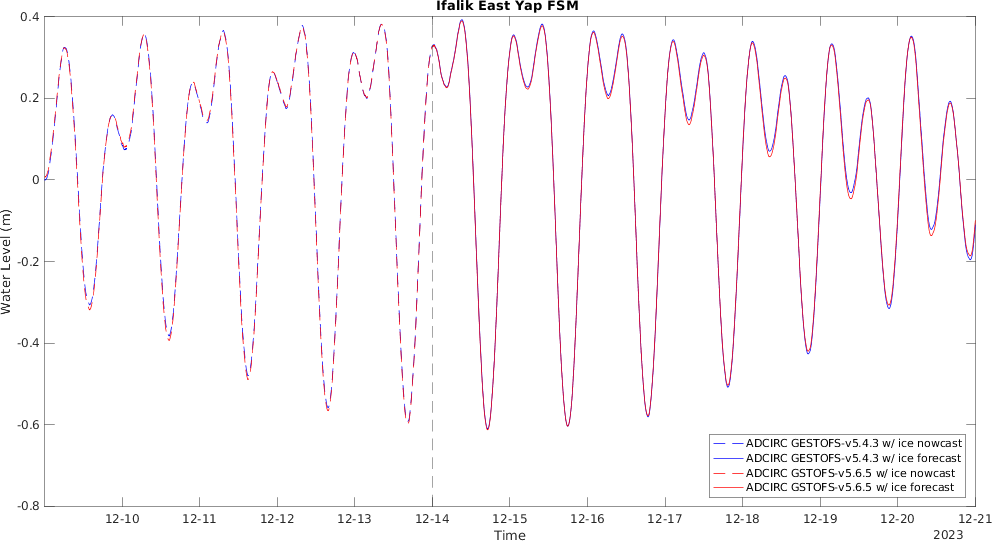 Ifalik East Yap FSM
0.4
0.2
0
-0.2
-0.4
-0.6
-0.8
Water Level (m)
ADCIRC GESTOFS-v5.4.3 w/ ice nowcast
ADCIRC GESTOFS-v5.4.3 w/ ice forecast
ADCIRC GSTOFS-v5.6.5 w/ ice nowcast
ADCIRC GSTOFS-v5.6.5 w/ ice forecast
12-10 12-11 12-12 12-13 12-14 12-15 12-16 12-17 12-18 12-19 12-20 12-21
Time
2023